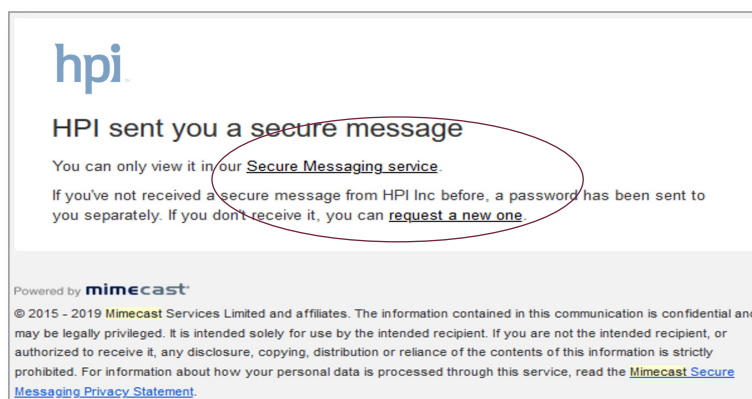 hpi
HPI sent you a secure message
You can only view it in our Secure Messaging service.
If you've not received a secure message from HPI Inc before, a password has been sent to
you separately. If you don't receive it, you can request a new one.
Powered by mimecast
© 2015 - 2019 Mimecast Services Limited and affiliates. The information contained in this communication is confidential and
may be legally privileged. It is intended solely for use by the intended recipient. If you are not the intended recipient, or
authorized to receive it, any disclosure, copying, distribution or reliance of the contents of this information is strictly
prohibited. For information about how your personal data is processed through this service, read the Mimecast Secure
Messaging Privacy Statement.